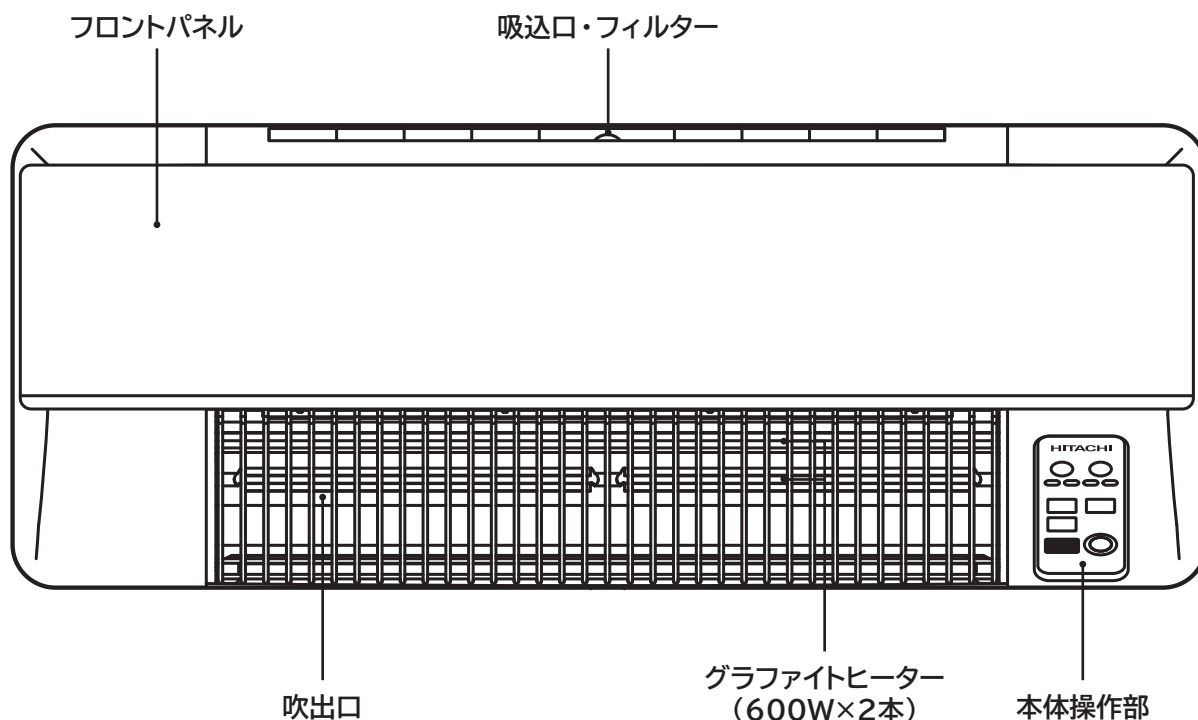 フロントパネル
吸込口・フィルター
HITACHI
吹出口
グラファイトヒーター
（600W×2本）
本体操作部